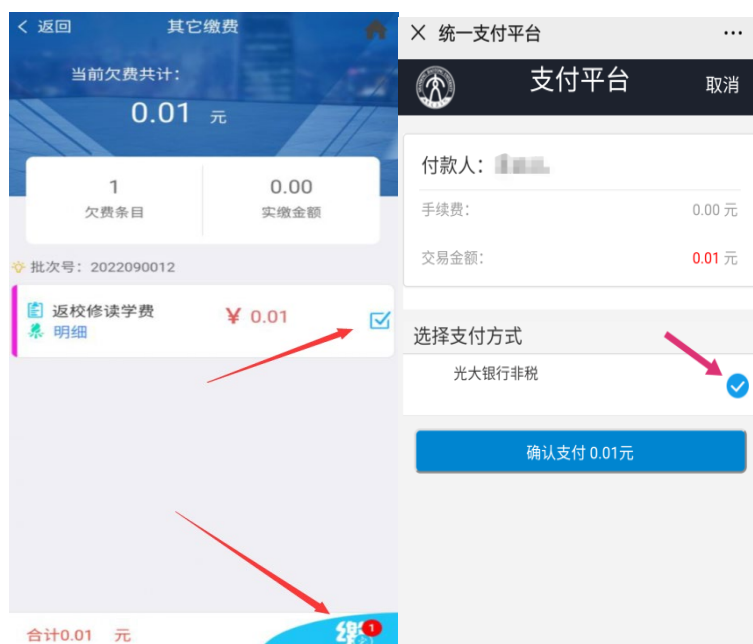 返回
其它缴费
当前欠费共计:
0.01 元
1
欠费条目
0.00
实缴金额
批次号: 2022090012
返校修读学费
¥ 0.01
明细
合计0.01 元
缴
1
统一支付平台
支付平台
取消
付款人:
手续费:
0.00 元
交易金额:
0.01 元
选择支付方式
光大银行非税
确认支付 0.01元